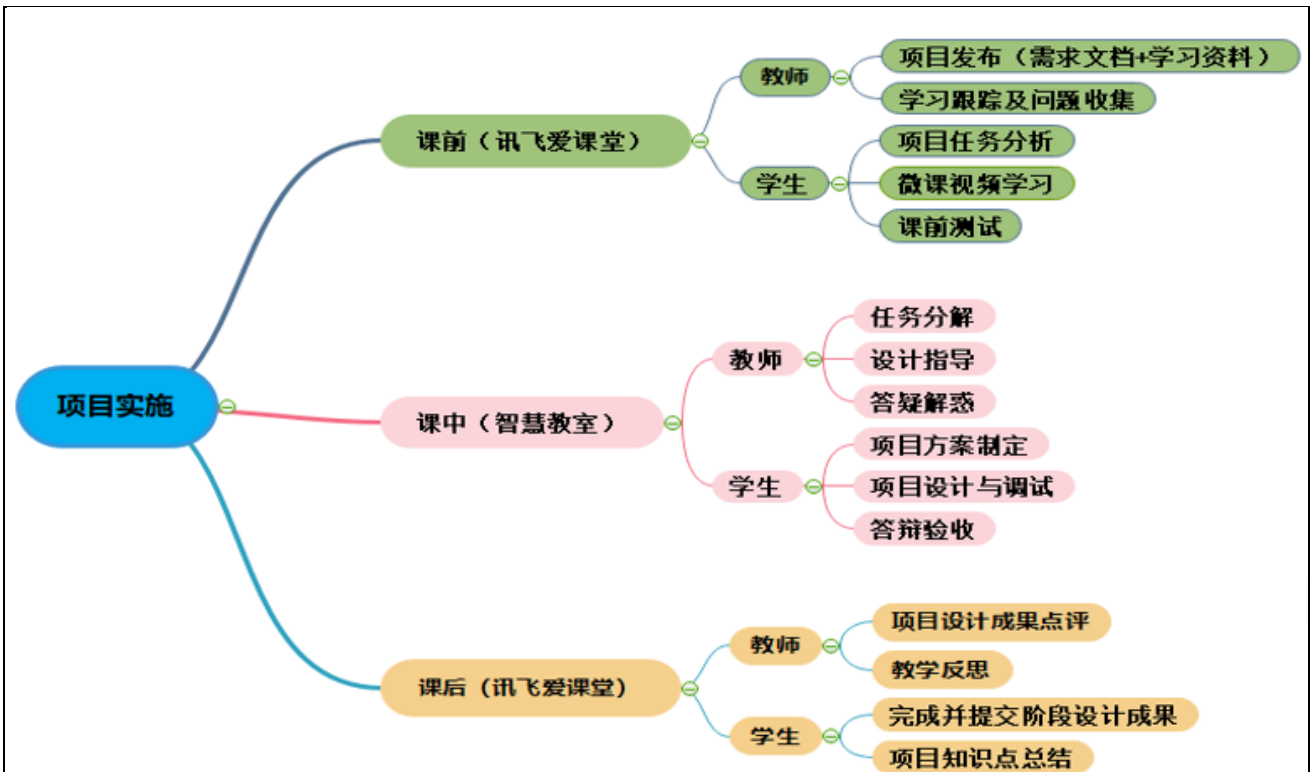 项目实施
课前（讯飞爱课堂）
教师
项目发布（需求文档+学习资料）
学习跟踪及问题收集
学生
项目任务分析
微课视频学习
课前测试
课中（智慧教室）
教师
任务分解
设计指导
答疑解惑
学生
项目方案制定
项目设计与调试
答辩验收
课后（讯飞爱课堂）
教师
项目设计成果点评
教学反思
学生
完成并提交阶段设计成果
项目知识点总结